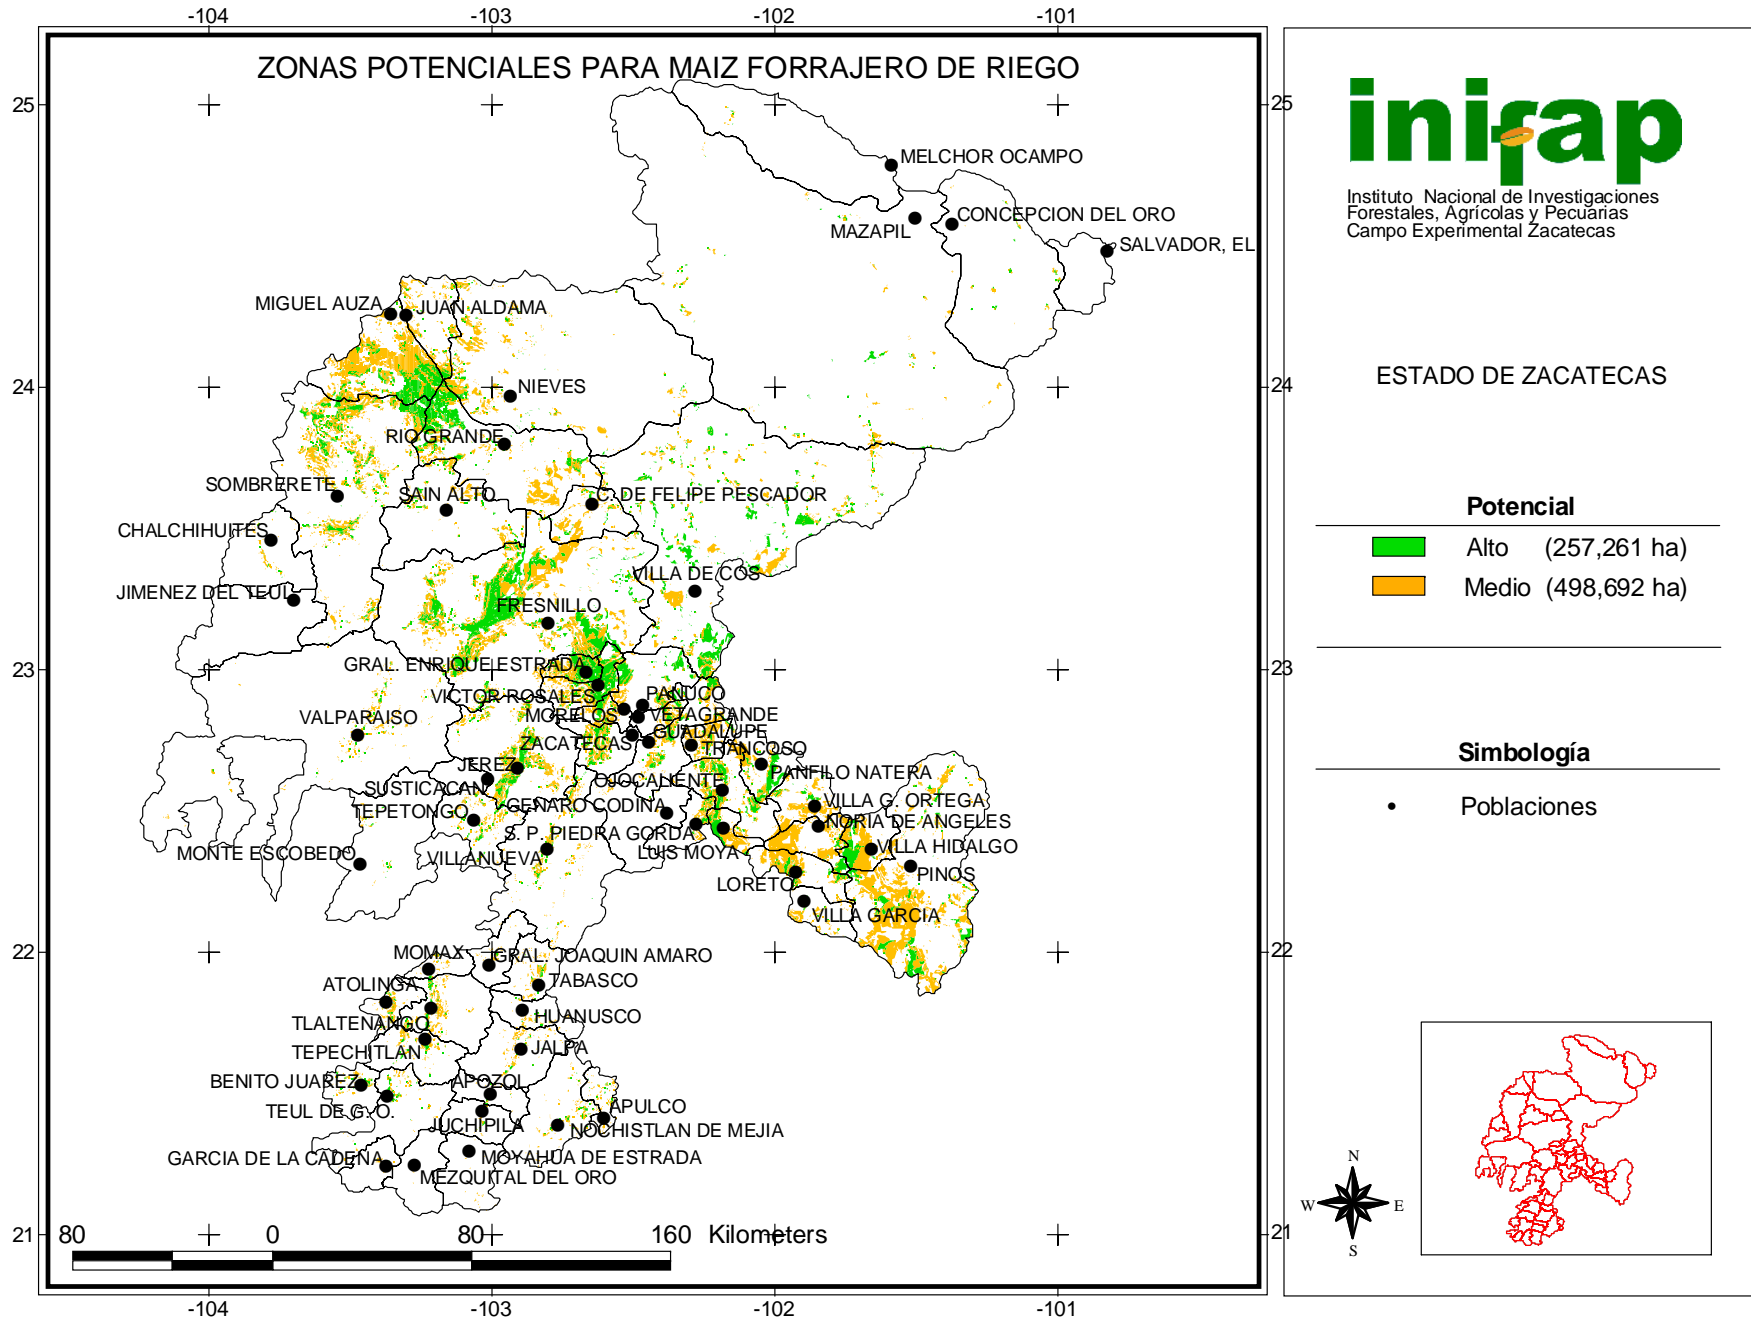 -104
-103
-102
-101
ZONAS POTENCIALES PARA MAIZ FORRAJERO DE RIEGO
25
25
MELCHOR OCAMPO
CONCEPCION DEL ORO
MAZAPIL
SALVADOR, EL
MIGUEL AUZA
JUAN ALDAMA
24
24
NIEVES
RIO GRANDE
SOMBRERETE
SAIN ALTO
C. DE FELIPE PESCADOR
CHALCHIHUITES
VILLA DE COS
JIMENEZ DEL TEUL
FRESNILLO
23
23
GRAL. ENRIQUE ESTRADA
VICTOR ROSALES
PANUCO
MORELOS
VETAGRANDE
VALPARAISO
GUADALUPE
ZACATECAS
TRANCOSO
JEREZ
PANFILO NATERA
SUSTICACAN
OJOCALIENTE
TEPETONGO
GENARO CODINA
VILLA G. ORTEGA
NORIA DE ANGELES
S. P. PIEDRA GORDA
MONTE ESCOBEDO
VILLANUEVA
LUIS MOYA
VILLA HIDALGO
PINOS
LORETO
VILLA GARCIA
22
22
MOMAX
GRAL. JOAQUIN AMARO
ATOLINGA
TABASCO
TLALTENANGO
HUANUSCO
TEPECHITLAN
JALPA
BENITO JUAREZ
APOZOL
TEUL DE G. O.
APULCO
JUCHIPILA
NOCHISTLAN DE MEJIA
GARCIA DE LA CADENA
MOYAHUA DE ESTRADA
MEZQUITAL DEL ORO
21
21
80
0
80
160
Kilometers
-104
-103
-102
-101
inifap
Instituto Nacional de Investigaciones
Forestales, Agrícolas y Pecuarias
Campo Experimental Zacatecas
ESTADO DE ZACATECAS
Potencial
Alto (257,261 ha)
Medio (498,692 ha)
Simbología
Poblaciones
N
W
E
S